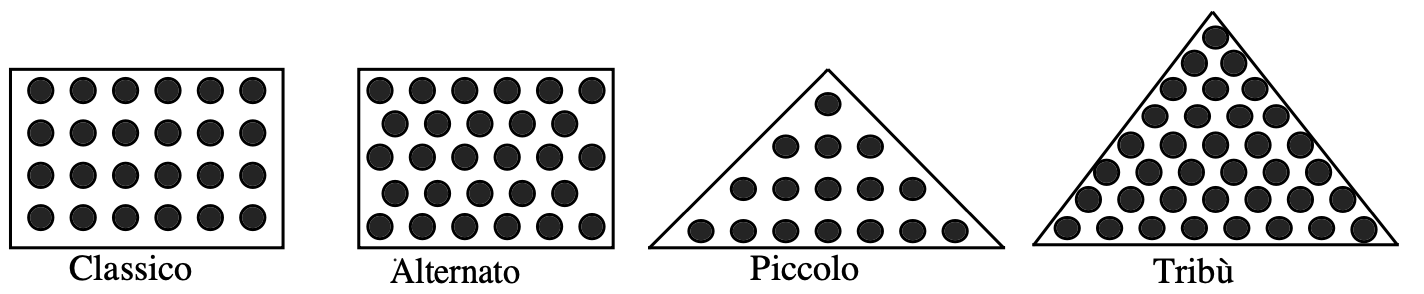 Classico
Alternato
Piccolo
Tribù